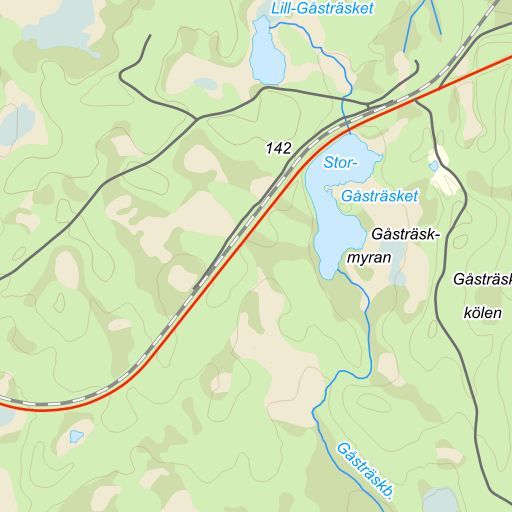 Lill-Gåsträsket
142
Stor-
Gåsträsket
Gåsträsk-
myran
Gåsträsk
kölen
Gåsträskb.